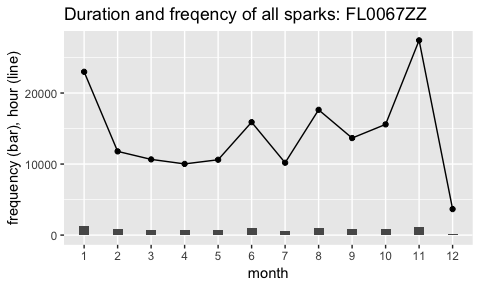 Duration and freqency of all sparks: FL0067ZZ
frequency (bar), hour (line)
20000
10000
0
1 2 3 4 5 6 7 8 9 10 11 12
month